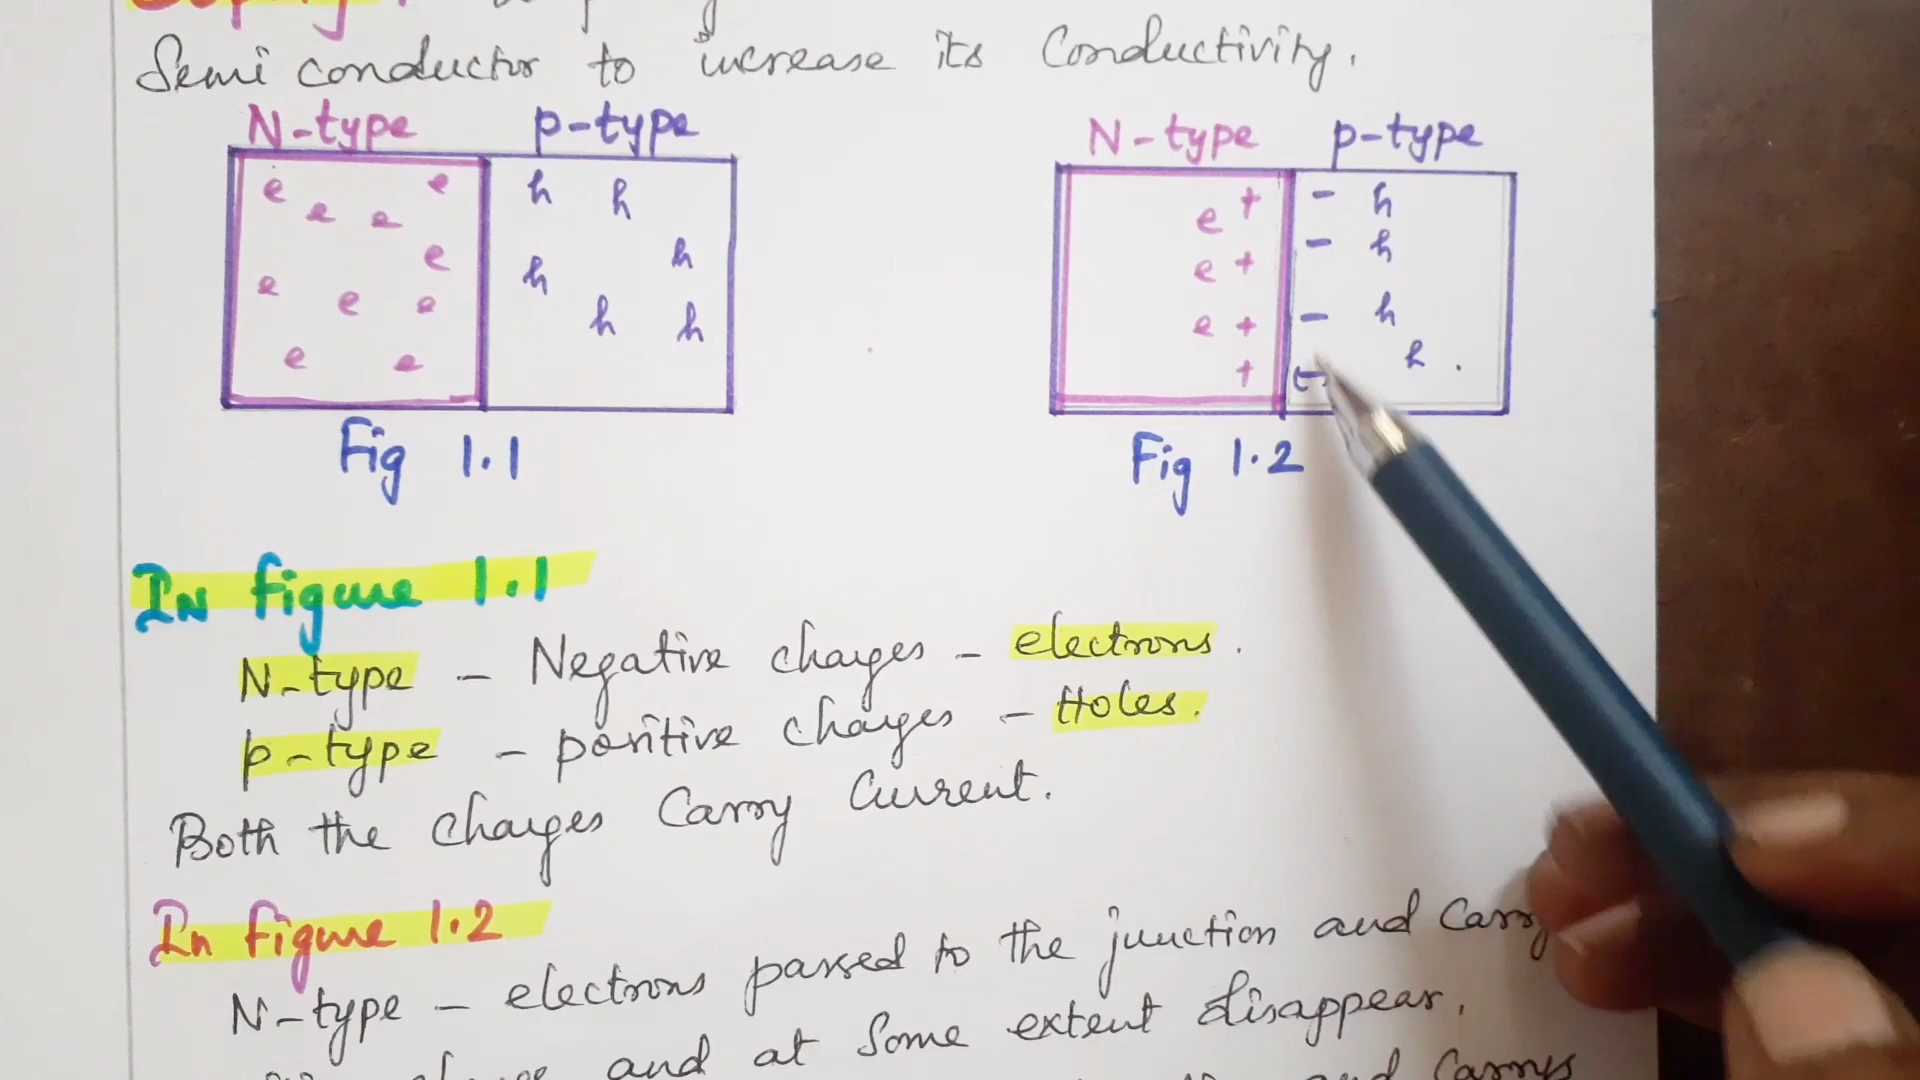 Semi conductor to increase its Conductivity.
N-type p-type
e e h h
e e e
e h h
e e e h h
e e
Fig 1.1
N-type p-type
e + - h
e + - h
e + - h
+ - h
Fig 1.2
In figure 1.1
N-type - Negative charges - electrons.
p-type - positive charges - Holes.
Both the charges Carry Current.
In figure 1.2
N-type - electrons passed to the junction and Carry
and at some extent disappear.
and Carrys